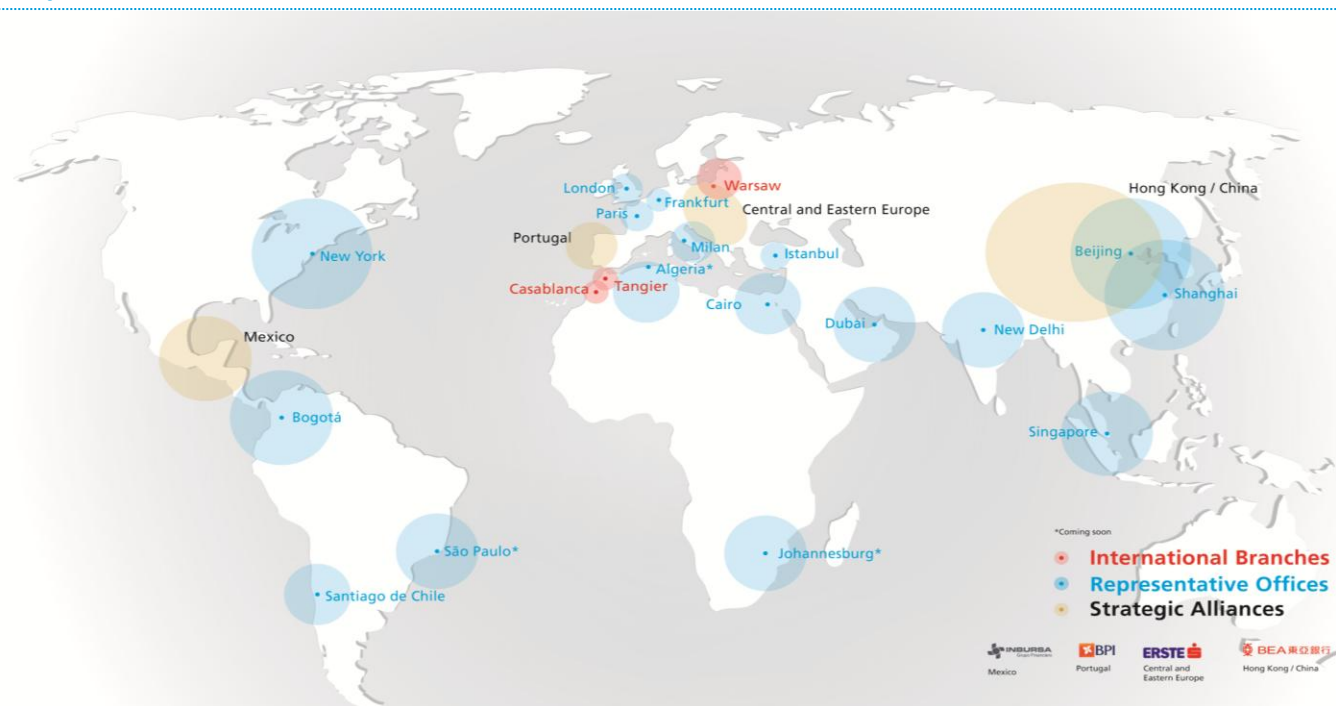 London
Warsaw
Frankfurt
Paris
Central and Eastern Europe
Hong Kong / China
Portugal
Milan
Istanbul
Beijing
New York
Algeria*
Casablanca
Tangier
Cairo
Shanghai
Dubai
New Delhi
Mexico
Bogotá
Singapore
São Paulo*
Johannesburg*
Santiago de Chile
*Coming soon
International Branches
Representative Offices
Strategic Alliances
INBURSA
Grupo Financiero
Mexico
BPI
Portugal
ERSTE
Central and
Eastern Europe
BEA東亞銀行
Hong Kong / China